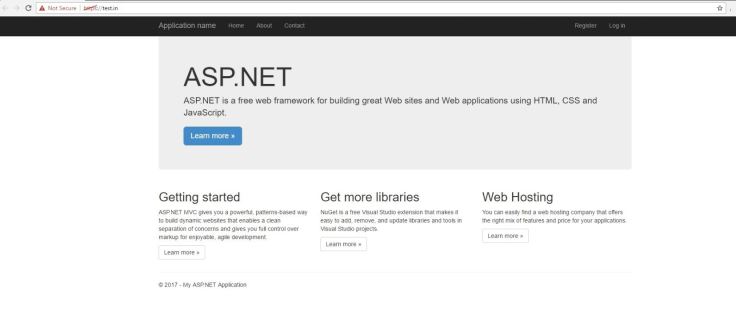 Not Secure | https://test.in
Application name Home About Contact Register Log in
ASP.NET
ASP.NET is a free web framework for building great Web sites and Web applications using HTML, CSS and
JavaScript.
Learn more »
Getting started
ASP.NET MVC gives you a powerful, patterns-based way
to build dynamic websites that enables a clean
separation of concerns and gives you full control over
markup for enjoyable, agile development.
Learn more »
Get more libraries
NuGet is a free Visual Studio extension that makes it
easy to add, remove, and update libraries and tools in
Visual Studio projects.
Learn more »
Web Hosting
You can easily find a web hosting company that offers
the right mix of features and price for your applications.
Learn more »
© 2017 - My ASP.NET Application